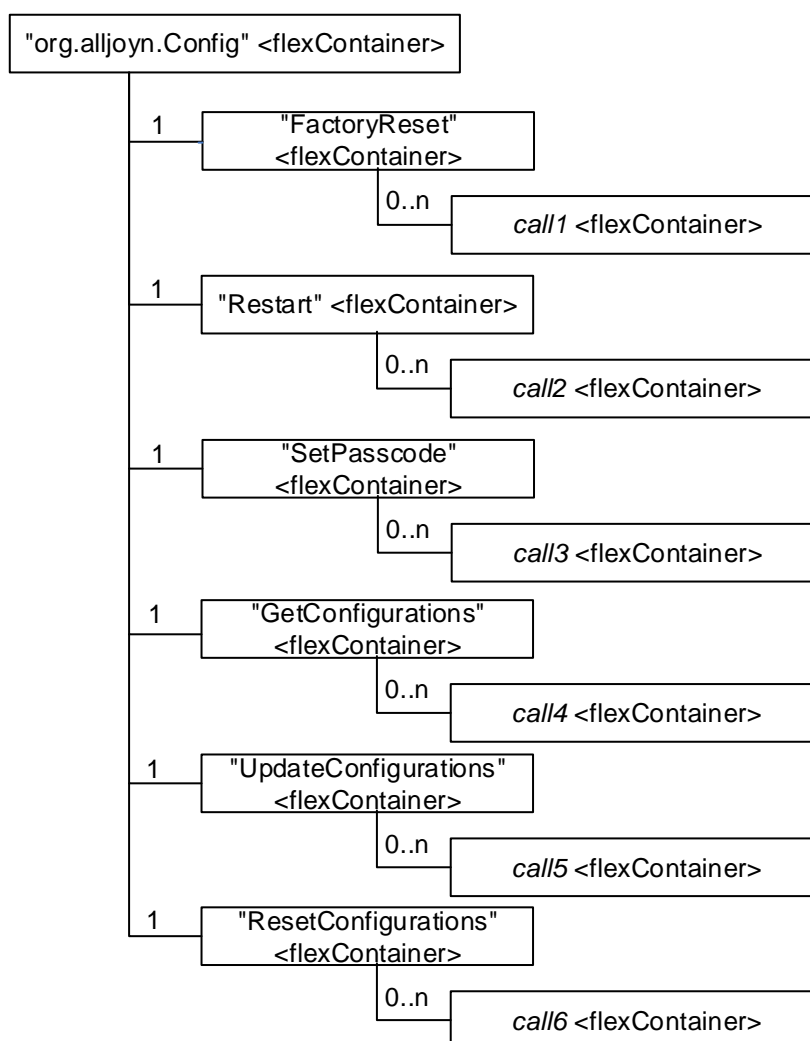 "org.alljoyn.Config" <flexContainer>
1
"FactoryReset"
<flexContainer>
0..n
call1 <flexContainer>
1
"Restart" <flexContainer>
0..n
call2 <flexContainer>
1
"SetPasscode"
<flexContainer>
0..n
call3 <flexContainer>
1
"GetConfigurations"
<flexContainer>
0..n
call4 <flexContainer>
1
"UpdateConfigurations"
<flexContainer>
0..n
call5 <flexContainer>
1
"ResetConfigurations"
<flexContainer>
0..n
call6 <flexContainer>